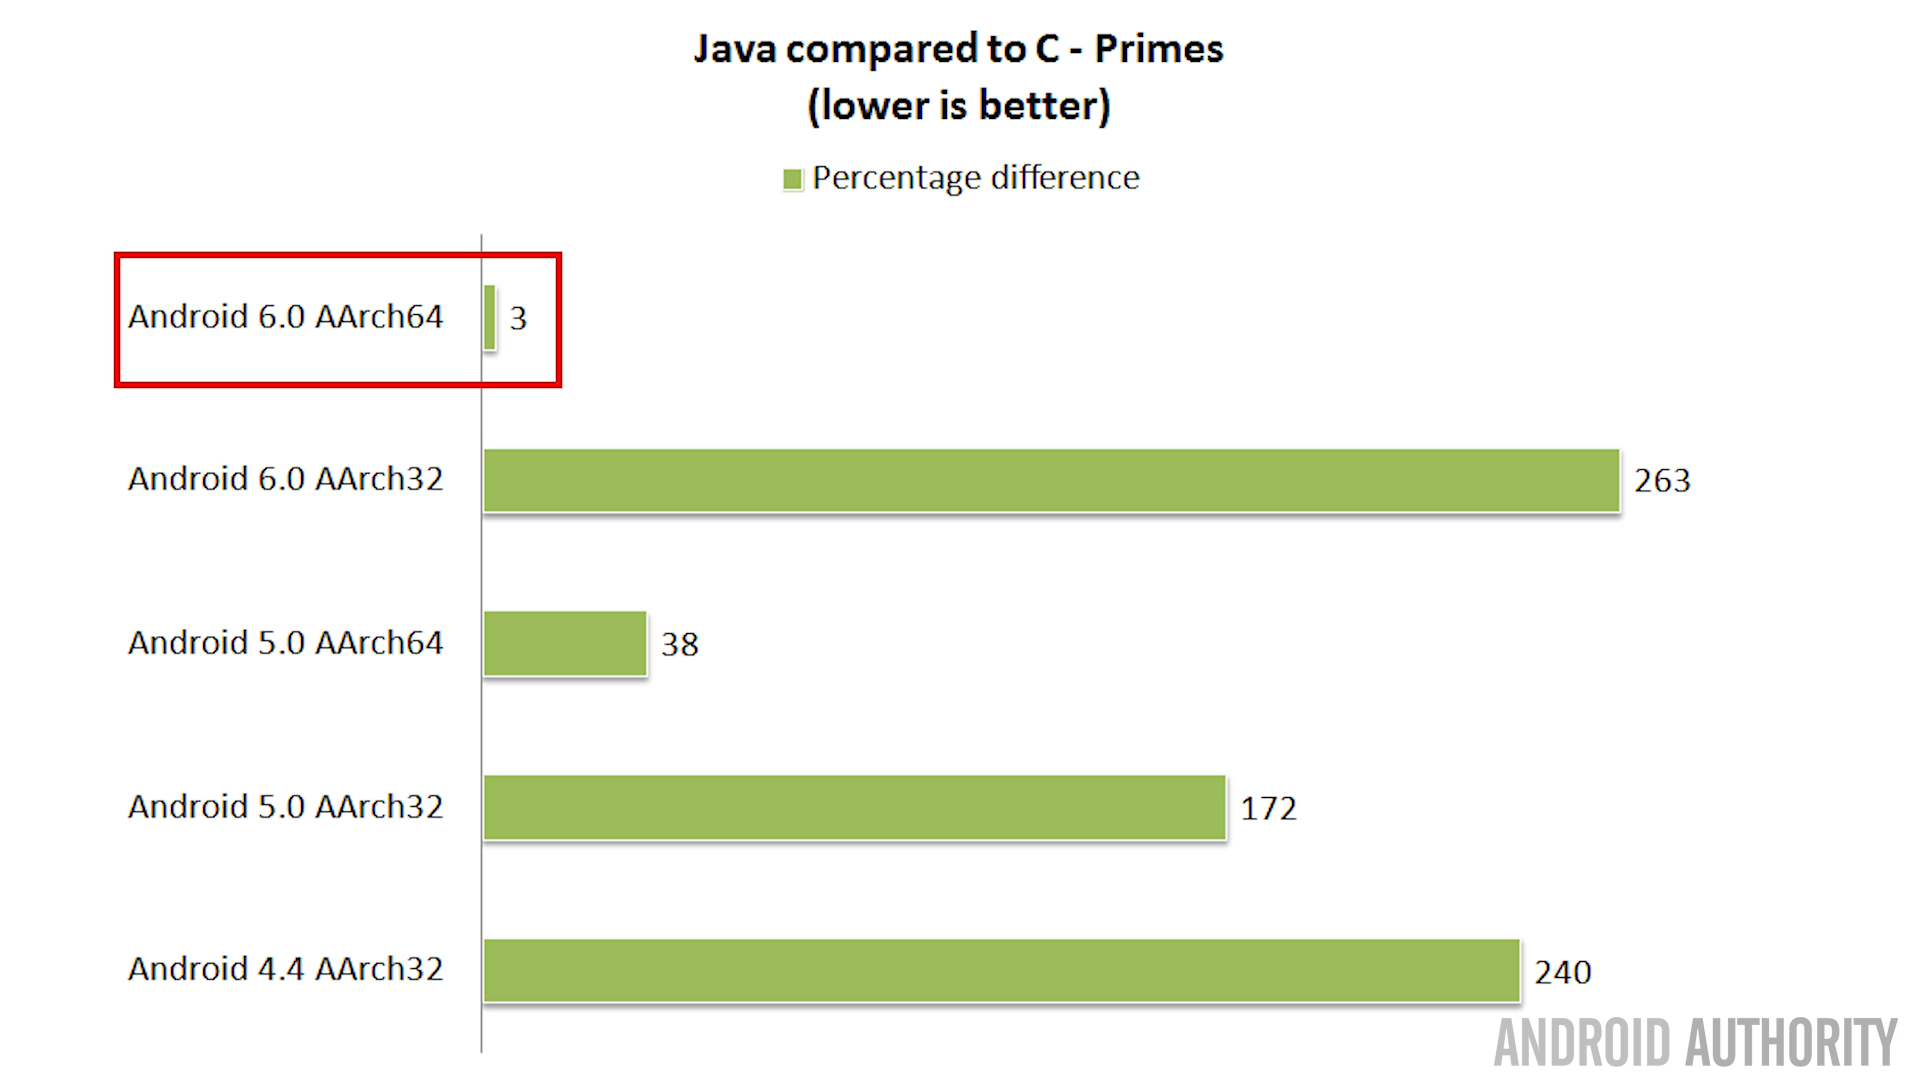 Java compared to C - Primes
(lower is better)
Percentage difference
Android 6.0 AArch64 3
Android 6.0 AArch32 263
Android 5.0 AArch64 38
Android 5.0 AArch32 172
Android 4.4 AArch32 240
ANDROID AUTHORITY